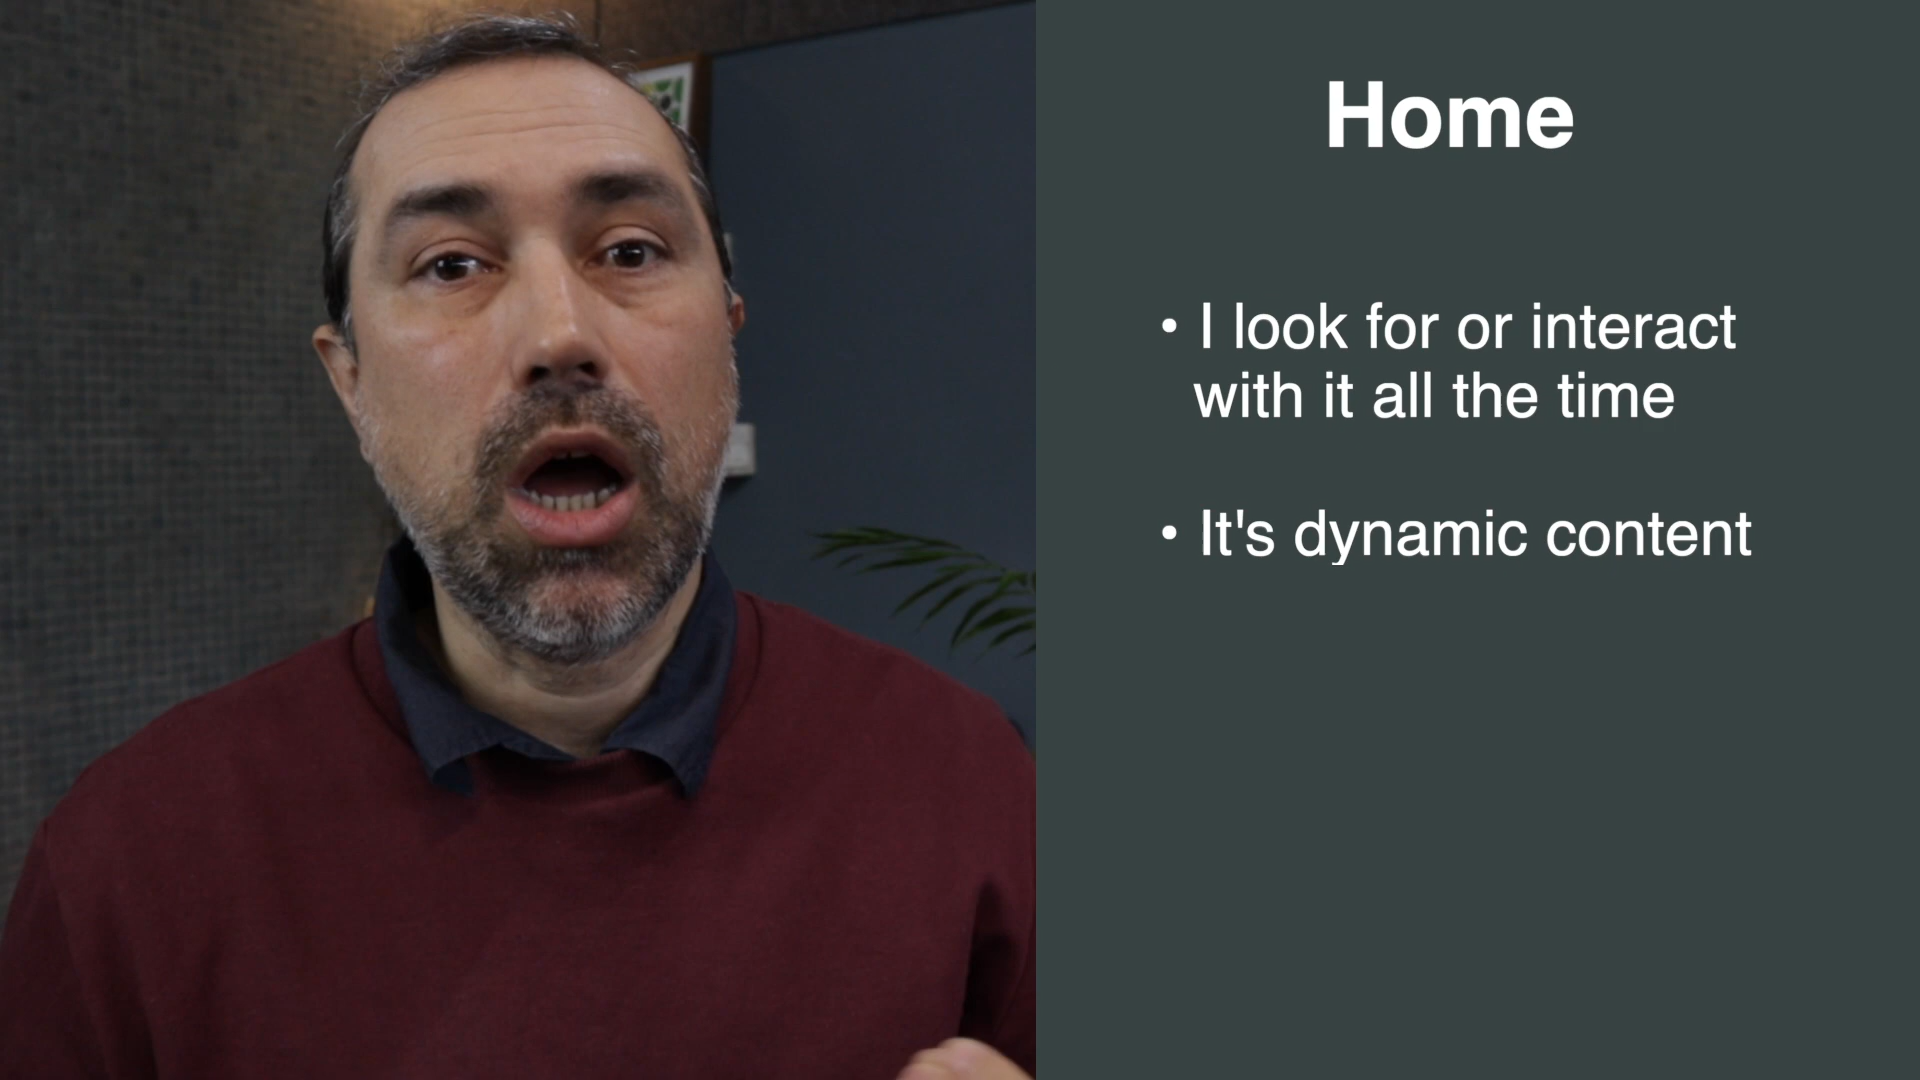 Home
• I look for or interact
with it all the time
• It's dynamic content